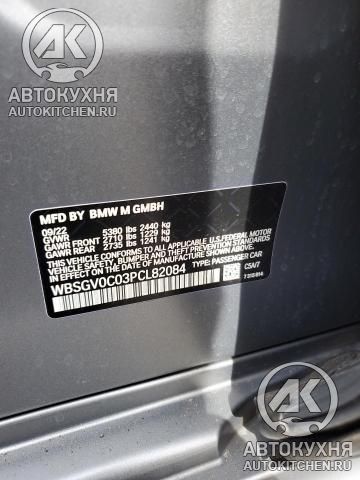 АК
АВТОКУХНЯ
AutoKitchen.ru
MFD BY BMW M GMBH
09/22
GVWR 5380 lbs 2440 kg
GAWR FRONT 2710 lbs 1229 kg
GAWR REAR 2735 lbs 1241 kg
THIS VEHICLE CONFORMS TO ALL APPLICABLE U.S. FEDERAL MOTOR
VEHICLE SAFETY, BUMPER, AND THEFT PREVENTION STANDARDS
IN EFFECT ON THE DATE OF MANUFACTURE SHOWN ABOVE.
WBSGV0C03PCL82084
TYPE: PASSENGER CAR
C5A/7
АК
АВТОКУХНЯ
AutoKitchen.ru